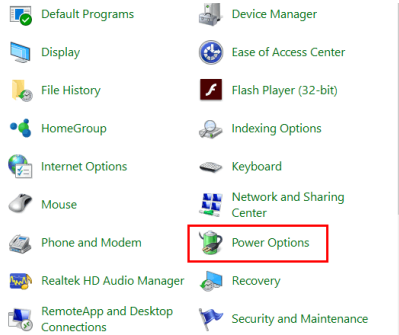 Default Programs
Device Manager
Display
Ease of Access Center
File History
Flash Player (32-bit)
HomeGroup
Indexing Options
Internet Options
Keyboard
Mouse
Network and Sharing
Center
Phone and Modem
Power Options
Realtek HD Audio Manager
Recovery
RemoteApp and Desktop
Connections
Security and Maintenance